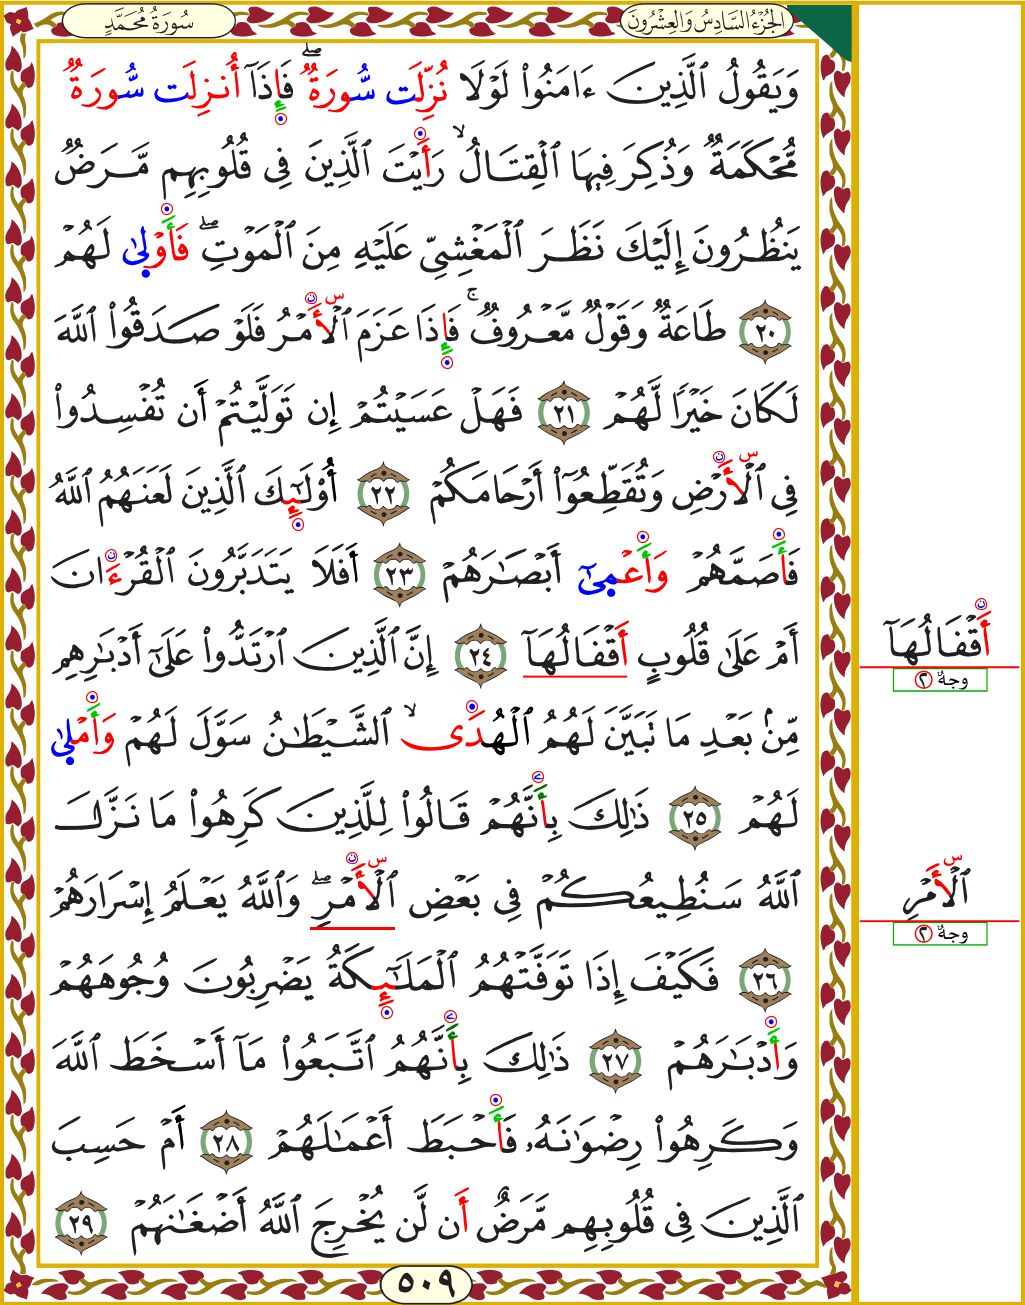 الجُزْءُ السَّادِسُ وَالعِشْرُونَ
سُورَةُ مُحَمَّدٍ
وَيَقُولُ ٱلَّذِينَ ءَامَنُوا۟ لَوْلَا نُزِّلَت سُّورَةٌ ۖ فَإِذَآ أُنزِلَت سُّورَةٌ
مُّحْكَمَةٌ وَذُكِرَ فِيهَا ٱلْقِتَالُ ۙ رَأَيْتَ ٱلَّذِينَ فِى قُلُوبِهِم مَّرَضٌ
يَنظُرُونَ إِلَيْكَ نَظَرَ ٱلْمَغْشِىِّ عَلَيْهِ مِنَ ٱلْمَوْتِ ۖ فَأَوْلىٰ لَهُمْ
٢٠ طَاعَةٌ وَقَوْلٌ مَّعْرُوفٌ ۚ فَإِذَا عَزَمَ ٱلْأَمْرُ فَلَوْ صَدَقُوا۟ ٱللَّهَ
لَكَانَ خَيْرًا لَّهُمْ ٢١ فَهَلْ عَسَيْتُمْ إِن تَوَلَّيْتُمْ أَن تُفْسِدُوا۟
فِى ٱلْأَرْضِ وَتُقَطِّعُوٓا۟ أَرْحَامَكُمْ ٢٢ أُو۟لَـٰٓئِكَ ٱلَّذِينَ لَعَنَهُمُ ٱللَّهُ
فَأَصَمَّهُمْ وَأَعْمِىٰٓ أَبْصَـٰرَهُمْ ٢٣ أَفَلَا يَتَدَبَّرُونَ ٱلْقُرْءَانَ
أَمْ عَلَىٰ قُلُوبٍ أَقْفَالُهَآ ٢٤ إِنَّ ٱلَّذِينَ ٱرْتَدُّوا۟ عَلَىٰٓ أَدْبَـٰرِهِم
أَقْفَالُهَآ
وجهٌ ٢
مِّنۢ بَعْدِ مَا تَبَيَّنَ لَهُمُ ٱلْهُدَى ۙ ٱلشَّيْطَـٰنُ سَوَّلَ لَهُمْ وَأَمْلِىٰ
لَهُمْ ٢٥ ذَٰلِكَ بِأَنَّهُمْ قَالُوا۟ لِلَّذِينَ كَرِهُوا۟ مَا نَزَّلَ
ٱللَّهُ سَنُطِيعُكُمْ فِى بَعْضِ ٱلْأَمْرِ ۖ وَٱللَّهُ يَعْلَمُ إِسْرَارَهُمْ
ٱلْأَمْرِ
وجهٌ ٢
٢٦ فَكَيْفَ إِذَا تَوَفَّتْهُمُ ٱلْمَلَـٰٓئِكَةُ يَضْرِبُونَ وُجُوهَهُمْ
وَأَدْبَـٰرَهُمْ ٢٧ ذَٰلِكَ بِأَنَّهُمُ ٱتَّبَعُوا۟ مَآ أَسْخَطَ ٱللَّهَ
وَكَرِهُوا۟ رِضْوَٰنَهُۥ فَأَحْبَطَ أَعْمَـٰلَهُمْ ٢٨ أَمْ حَسِبَ
ٱلَّذِينَ فِى قُلُوبِهِم مَّرَضٌ أَن لَّن يُخْرِجَ ٱللَّهُ أَضْغَـٰنَهُمْ ٢٩
٥٠٩